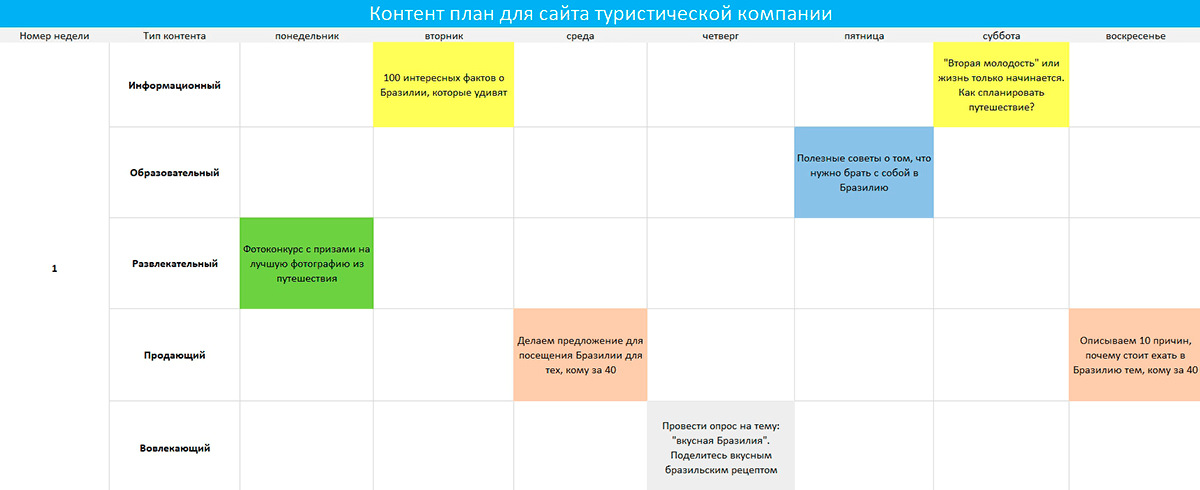 Контент план для сайта туристической компании
Номер недели Тип контента понедельник вторник среда четверг пятница суббота воскресенье
Информационный
100 интересных фактов о
Бразилии, которые удивят
"Вторая молодость" или
жизнь только начинается.
Как спланировать
путешествие?
Образовательный
Полезные советы о том, что
нужно брать с собой в
Бразилию
1
Развлекательный
Фотоконкурс с призами на
лучшую фотографию из
путешествия
Продающий
Делаем предложение для
посещения Бразилии для
тех, кому за 40
Описываем 10 причин,
почему стоит ехать в
Бразилию тем, кому за 40
Вовлекающий
Провести опрос на тему:
"вкусная Бразилия".
Поделитесь вкусным
бразильским рецептом